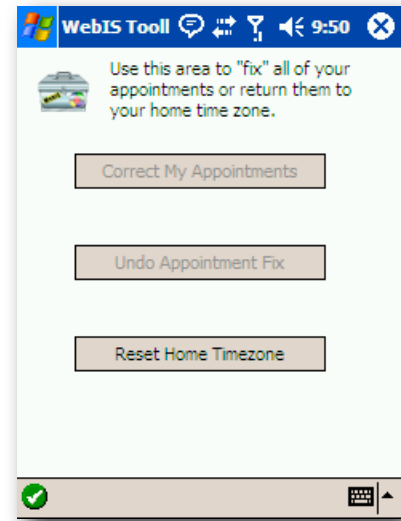 WebIS Tooll 9:50
Use this area to "fix" all of your
appointments or return them to
your home time zone.
Correct My Appointments
Undo Appointment Fix
Reset Home Timezone